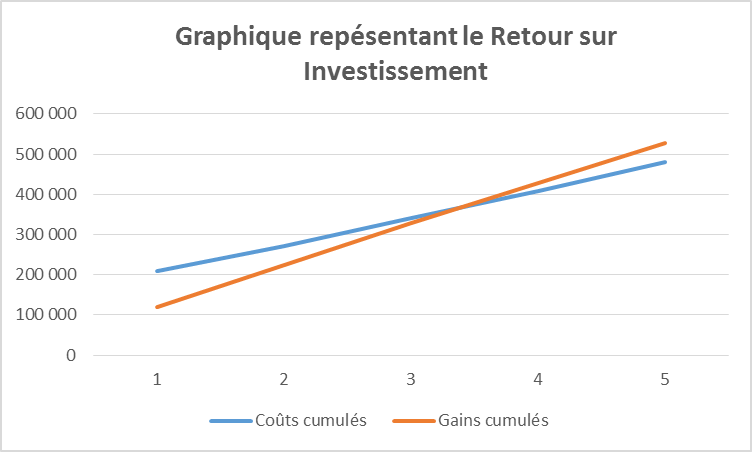 Graphique repésentant le Retour sur
Investissement
600 000
500 000
400 000
300 000
200 000
100 000
0
1 2 3 4 5
Coûts cumulés Gains cumulés